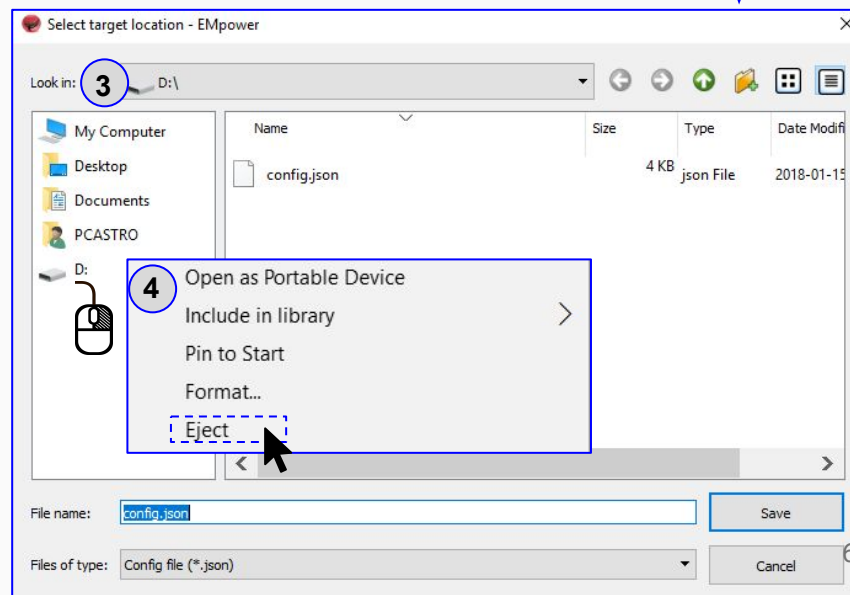 Select target location - EMpower
Look in: 3 D:\
My Computer
Desktop
Documents
PCASTRO
D:
Name Size Type Date Modifi
config.json 4 KB json File 2018-01-15
4
Open as Portable Device
Include in library
Pin to Start
Format...
Eject
File name: config.json Save
Files of type: Config file (*.json) Cancel